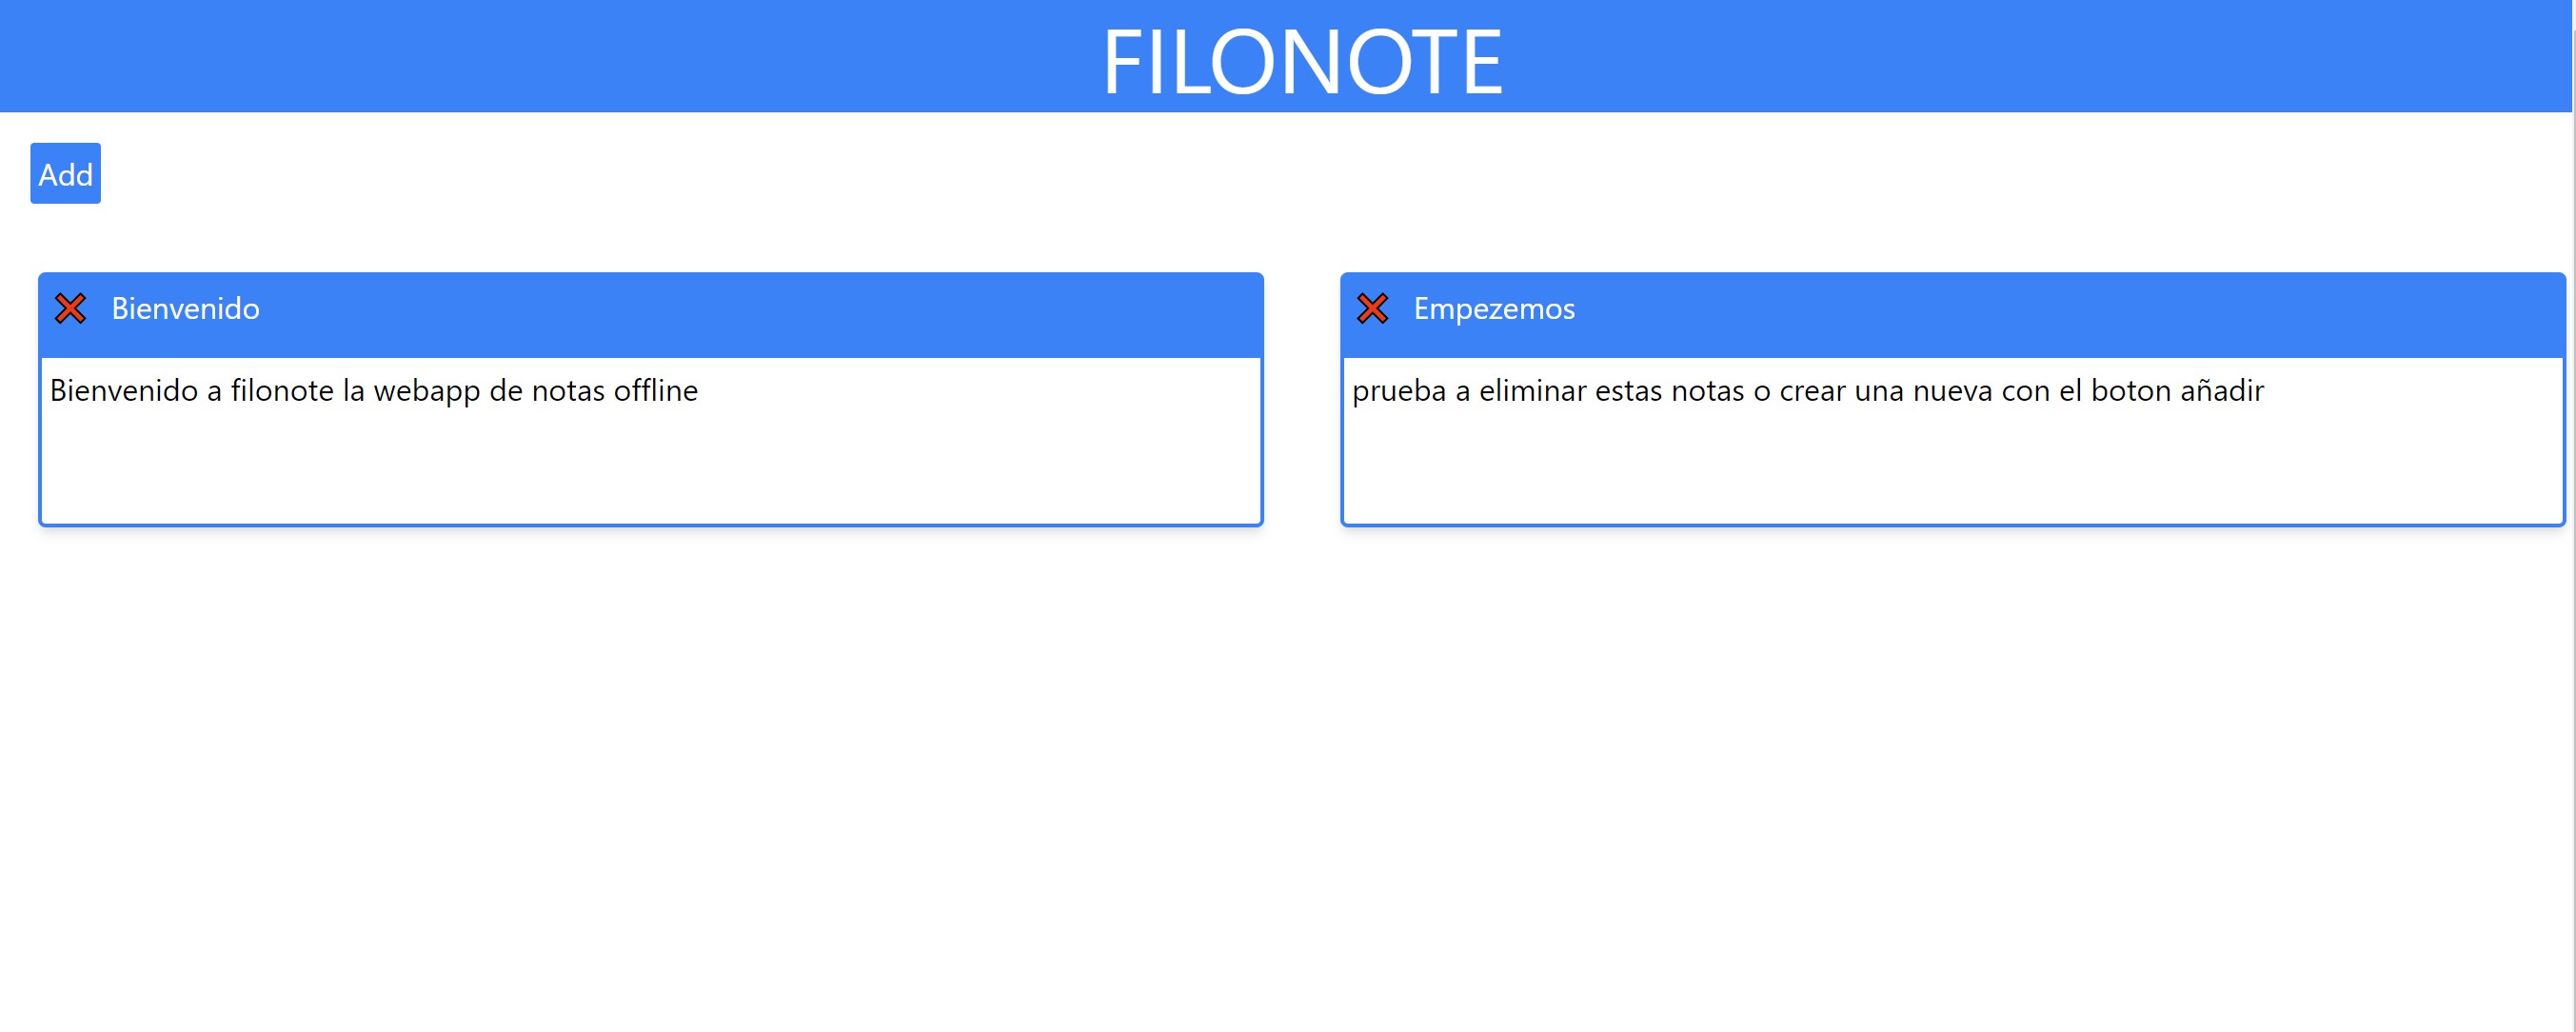 FILONOTE
Add
Bienvenido
Bienvenido a filonote la webapp de notas offline
Empezemos
prueba a eliminar estas notas o crear una nueva con el boton añadir